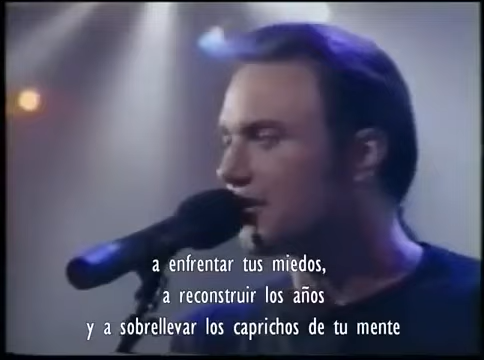 a enfrentar tus miedos,
a reconstruir los años
y a sobrellevar los caprichos de tu mente